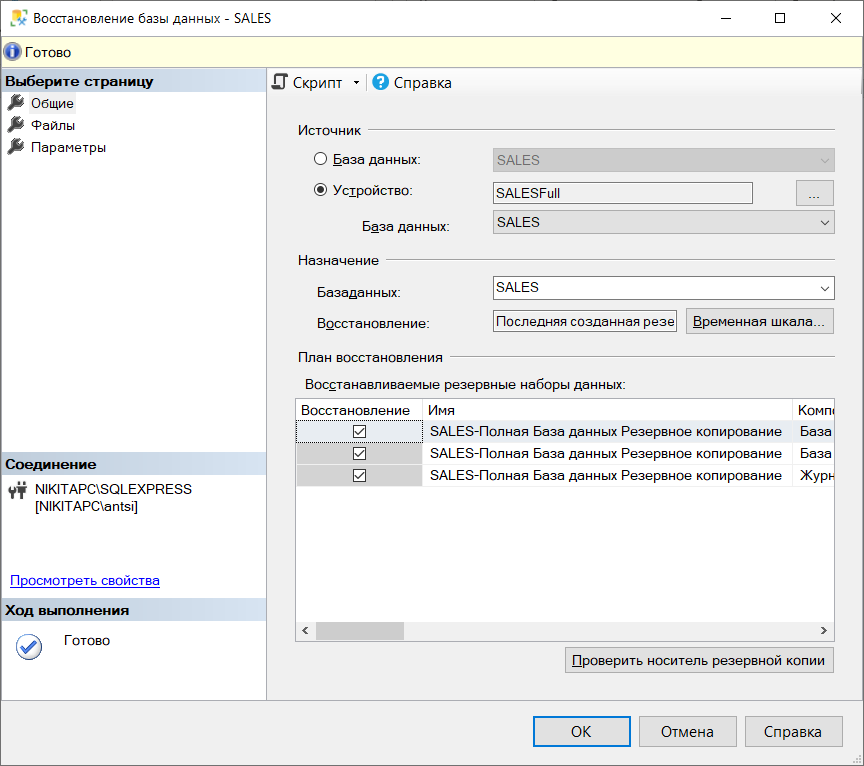 Восстановление базы данных - SALES
Готово
Выберите страницу
Общие
Файлы
Параметры
Соединение
NIKITAPC\SQLEXPRESS
[NIKITAPC\antsi]
Просмотреть свойства
Ход выполнения
Готово
Скрипт Справка
Источник
База данных: SALES
Устройство: SALESFull ...
База данных: SALES
Назначение
Базаданных: SALES
Восстановление: Последняя созданная резе Временная шкала...
План восстановления
Восстанавливаемые резервные наборы данных:
Восстановление Имя Компо
SALES-Полная База данных Резервное копирование База
SALES-Полная База данных Резервное копирование База
SALES-Полная База данных Резервное копирование Журн
Проверить носитель резервной копии
ОК Отмена Справка